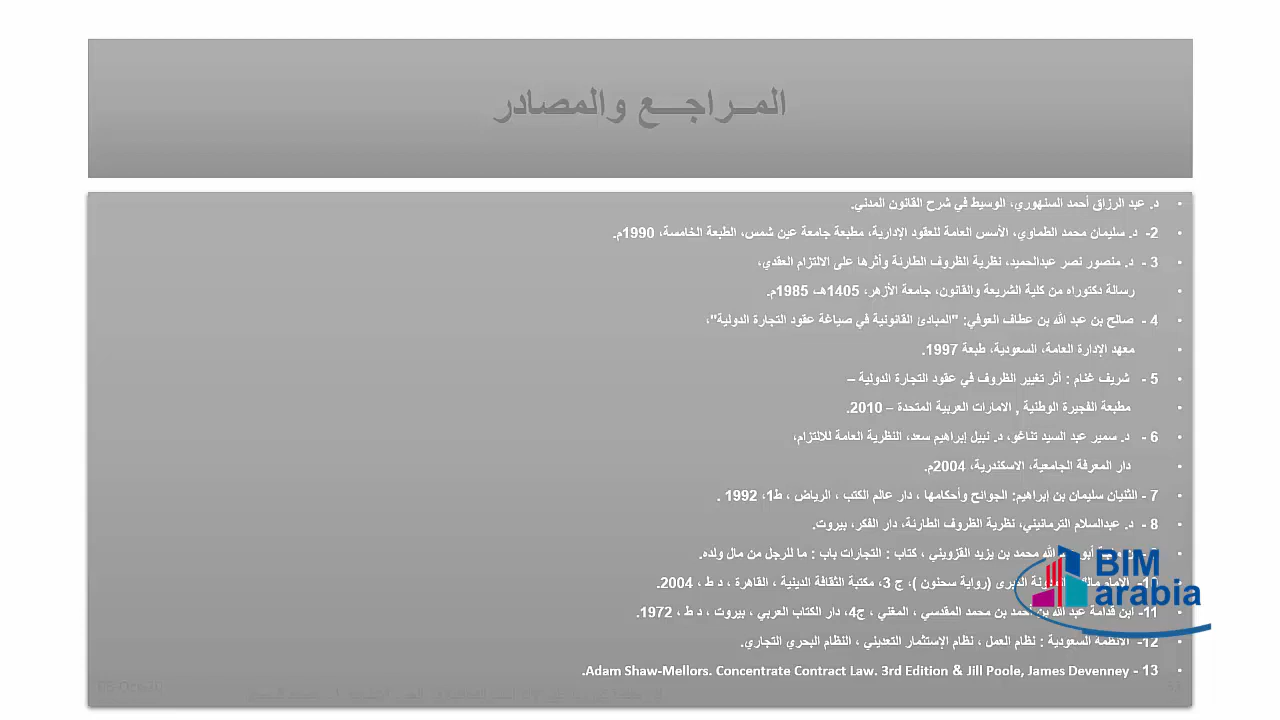 المـــراجـــع والمصادر
• د. عبد الرزاق أحمد السنهوري، الوسيط في شرح القانون المدني.
• 2- د. سليمان محمد الطماوي، الأسس العامة للعقود الإدارية، مطبعة جامعة عين شمس، الطبعة الخامسة، 1990م.
• 3 - د. منصور نصر عبدالحميد، نظرية الظروف الطارئة وأثرها على الالتزام العقدي،
• رسالة دكتوراه من كلية الشريعة والقانون، جامعة الأزهر، 1405هـ، 1985م.
• 4 - صالح بن عبد الله بن عطاف العوفي: "المبادئ القانونية في صياغة عقود التجارة الدولية"،
• معهد الإدارة العامة، السعودية، طبعة 1997.
• 5 - شريف غنام : أثر تغيير الظروف في عقود التجارة الدولية –
• مطبعة الفجيرة الوطنية , الامارات العربية المتحدة – 2010.
• 6 - د. سمير عبد السيد تناغو، د. نبيل إبراهيم سعد، النظرية العامة للالتزام،
• دار المعرفة الجامعية، الاسكندرية، 2004م.
• 7 - الثنيان سليمان بن إبراهيم: الجوائح وأحكامها ، دار عالم الكتب ، الرياض ، ط1، 1992 .
• 8 - د. عبدالسلام الترمانيني، نظرية الظروف الطارئة، دار الفكر، بيروت.
• الله محمد بن يزيد القزويني ، كتاب : التجارات باب : ما للرجل من مال ولده.
• 10- الإمام (رواية سحنون )، ج 3، مكتبة الثقافة الدينية ، القاهرة ، د ط ، 2004.
• 11- ابن قدامة عبد الله بن أحمد بن محمد المقدسي ، المغني ، ج4، دار الكتاب العربي ، بيروت ، د ط ، 1972.
• 12- الأنظمة السعودية : نظام العمل ، نظام الإستثمار التعديني ، النظام البحري التجاري.
• 13 - Adam Shaw-Mellors. Concentrate Contract Law. 3rd Edition & Jill Poole, James Devenney.
BIM
arabia